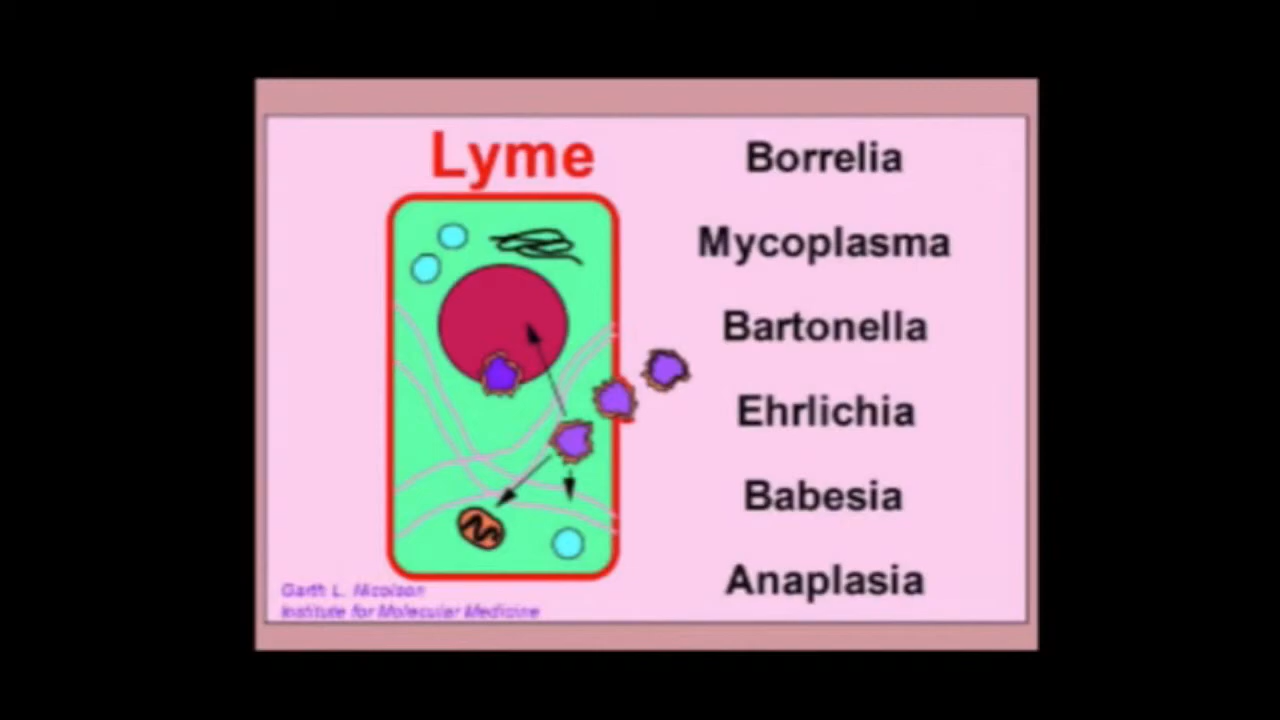 Lyme
Borrelia
Mycoplasma
Bartonella
Ehrlichia
Babesia
Anaplasia
Garth L. Nicolson
Institute for Molecular Medicine